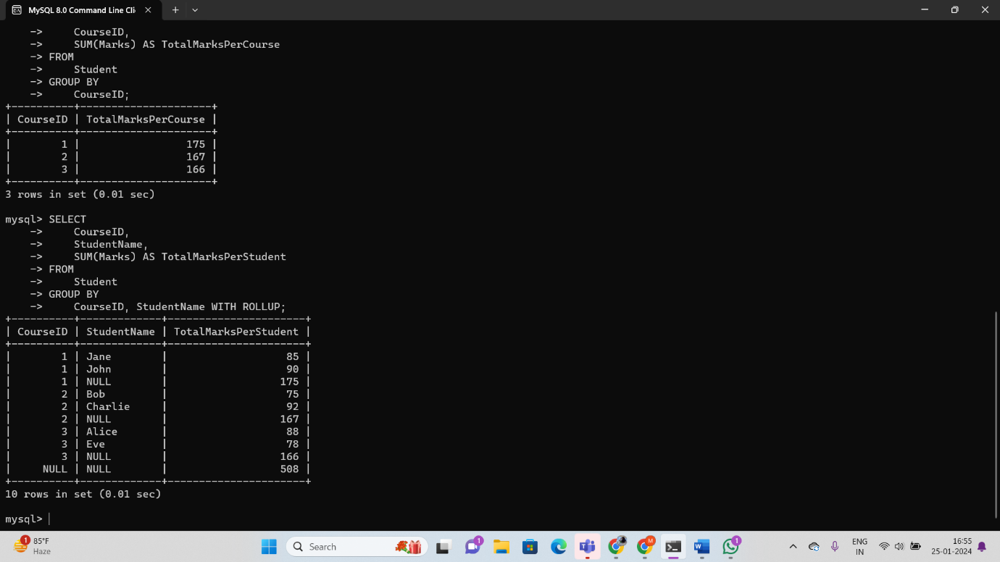 MySQL 8.0 Command Line Cli
-> CourseID,
-> SUM(Marks) AS TotalMarksPerCourse
-> FROM
-> Student
-> GROUP BY
-> CourseID;
+----------+---------------------+
| CourseID | TotalMarksPerCourse |
+----------+---------------------+
| 1 | 175 |
| 2 | 167 |
| 3 | 166 |
+----------+---------------------+
3 rows in set (0.01 sec)
mysql> SELECT
-> CourseID,
-> StudentName,
-> SUM(Marks) AS TotalMarksPerStudent
-> FROM
-> Student
-> GROUP BY
-> CourseID, StudentName WITH ROLLUP;
+----------+-------------+----------------------+
| CourseID | StudentName | TotalMarksPerStudent |
+----------+-------------+----------------------+
| 1 | Jane | 85 |
| 1 | John | 90 |
| 1 | NULL | 175 |
| 2 | Bob | 75 |
| 2 | Charlie | 92 |
| 2 | NULL | 167 |
| 3 | Alice | 88 |
| 3 | Eve | 78 |
| 3 | NULL | 166 |
| NULL | NULL | 508 |
+----------+-------------+----------------------+
10 rows in set (0.01 sec)
mysql>
1
85°F
Haze
Search
1
M
W
1
ENG
IN
16:55
25-01-2024